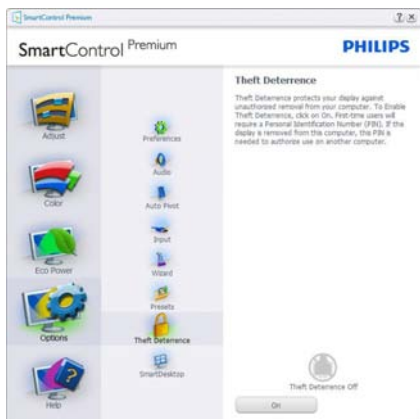 SmartControl Premium
SmartControl Premium
PHILIPS
Adjust
Color
Eco Power
Options
Help
Preferences
Audio
Auto Pivot
Input
Wizard
Presets
Theft Deterrence
SmartDesktop
Theft Deterrence
Theft Deterrence protects your display against
unauthorized removal from your computer. To Enable
Theft Deterrence, click on On. First-time users will
require a Personal Identification Number (PIN). If the
display is removed from this computer, this PIN is
needed to authorize use on another computer.
Theft Deterrence Off
On